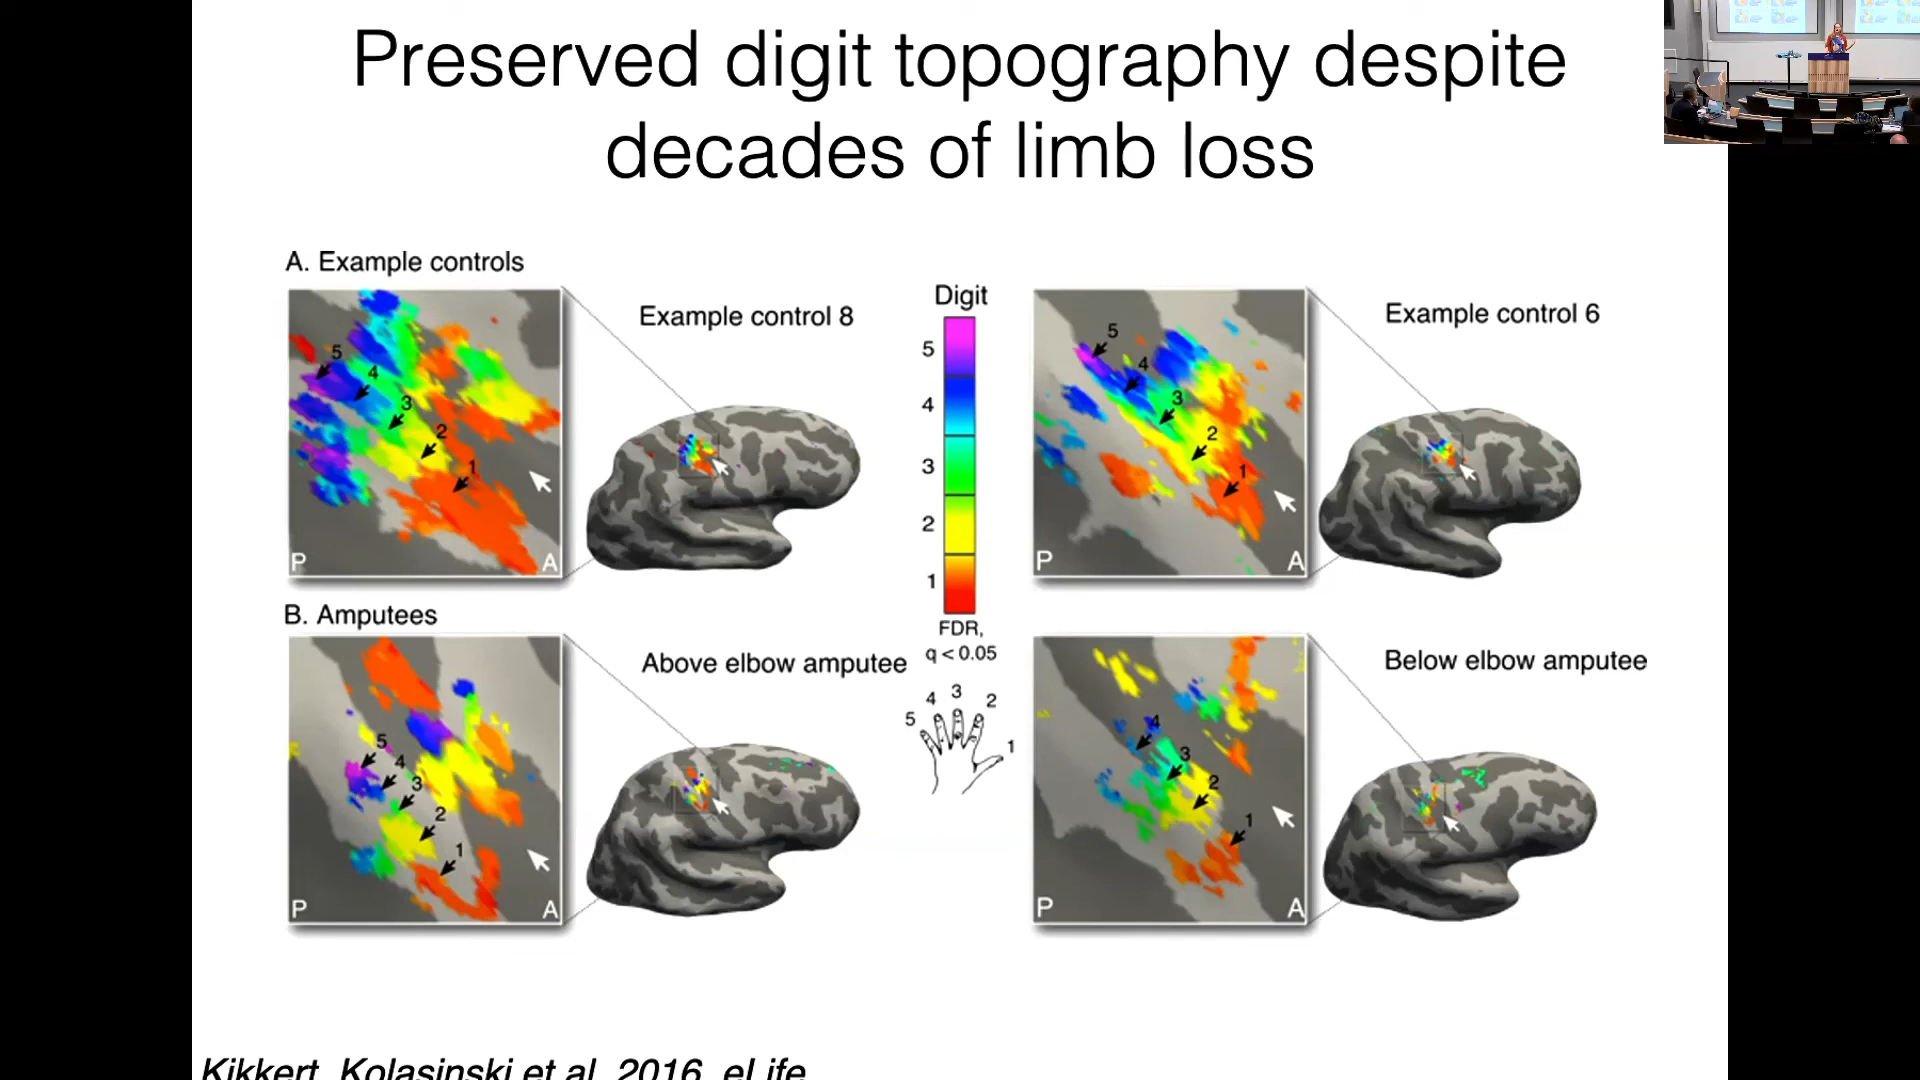 Preserved digit topography despite
decades of limb loss
A. Example controls
5
4
3
2
1
P
A
Example control 8
Digit
5
4
3
2
1
FDR,
q < 0.05
5
4
3
2
1
P
A
Example control 6
B. Amputees
5
4
3
2
1
P
A
Above elbow amputee
5
4
3
2
1
4
3
2
1
P
A
Below elbow amputee
Kikkert, Kolasinski et al, 2016, eLife